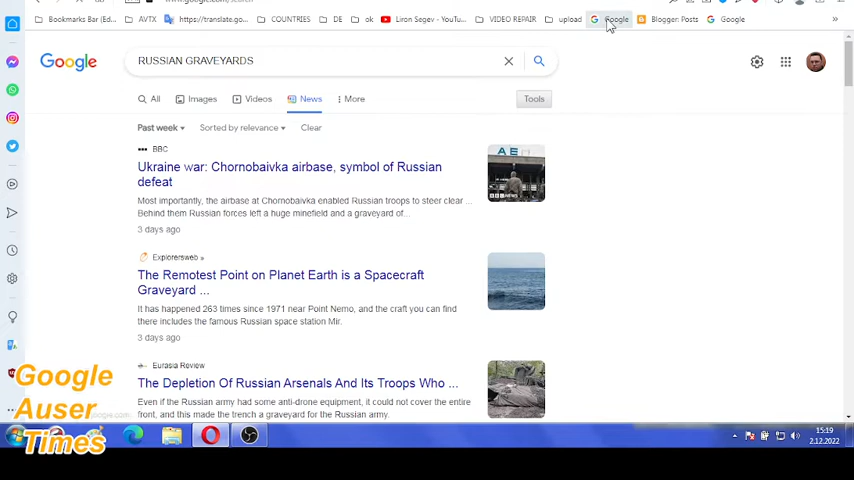 Bookmarks Bar (Ed...
AVTX
https://translate.go...
COUNTRIES
DE
ok
Liron Segev - YouTu...
VIDEO REPAIR
upload
Google
Blogger: Posts
Google
»
Google
RUSSIAN GRAVEYARDS
All
Images
Videos
News
More
Tools
Past week
Sorted by relevance
Clear
BBC
Ukraine war: Chornobaivka airbase, symbol of Russian
defeat
Most importantly, the airbase at Chornobaivka enabled Russian troops to steer clear ...
Behind them Russian forces left a huge minefield and a graveyard of...
3 days ago
Explorersweb »
The Remotest Point on Planet Earth is a Spacecraft
Graveyard ...
It has happened 263 times since 1971 near Point Nemo, and the craft you can find
there includes the famous Russian space station Mir.
3 days ago
Eurasia Review
The Depletion Of Russian Arsenals And Its Troops Who ...
Even if the Russian army had some anti-drone equipment, it could not cover the entire
front, and this made the trench a graveyard for the Russian army.
Google
Auser
Times
15:19
2.12.2022